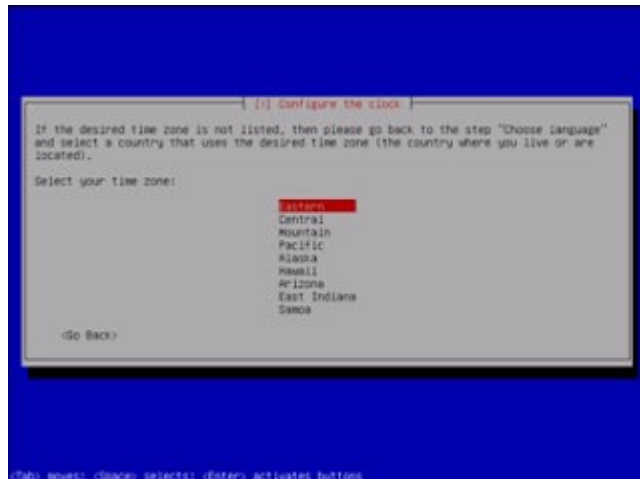 [!] Configure the clock
If the desired time zone is not listed, then please go back to the step "Choose language"
and select a country that uses the desired time zone (the country where you live or are
located).
Select your time zone:
Eastern
Central
Mountain
Pacific
Alaska
Hawaii
Arizona
East Indiana
Samoa
<Go Back>
<Tab> moves; <Space> selects; <Enter> activates buttons